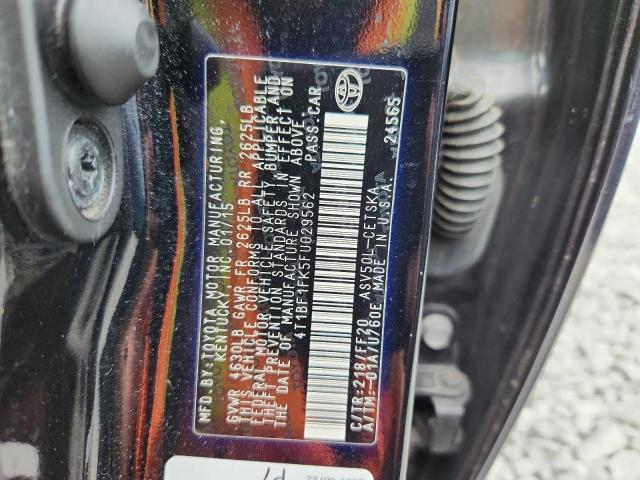 MFD. BY: TOYOTA MOTOR MANUFACTURING,
KENTUCKY, INC. 01/15
GVWR 4630LB GAWR FR 2625LB RR 2625LB
THIS VEHICLE CONFORMS TO ALL APPLICABLE
FEDERAL MOTOR VEHICLE SAFETY, BUMPER AND
THEFT PREVENTION STANDARDS IN EFFECT ON
THE DATE OF MANUFACTURE SHOWN ABOVE.
4T1BF1FK5FU029562 PASS. CAR
C/TR:218/FF20 ASV50L-CETSKA 24565
A/TM:-01A/U760E MADE IN U.S.A.
P7